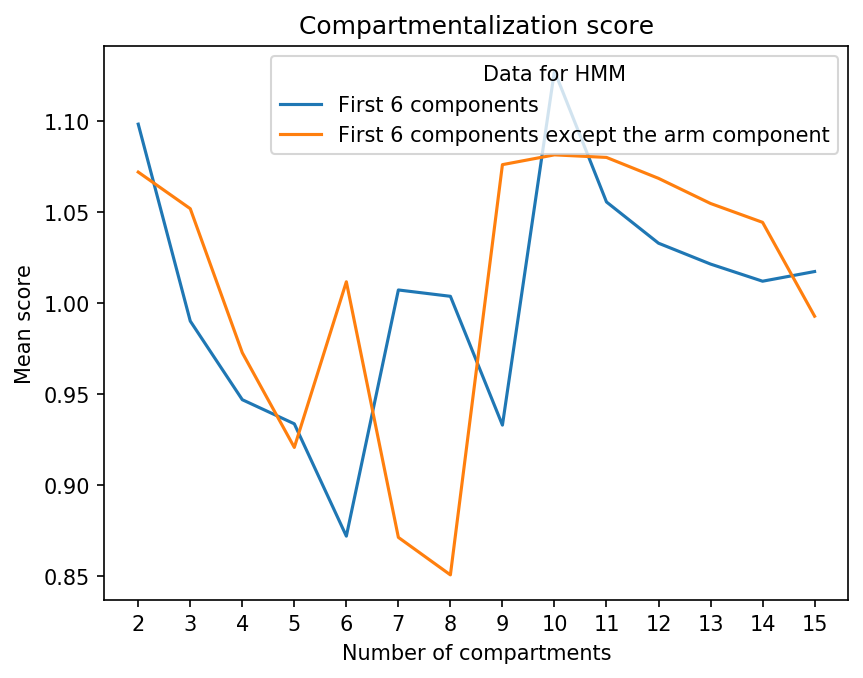 Compartmentalization score
Data for HMM
First 6 components
First 6 components except the arm component
1.10
1.05
1.00
0.95
0.90
0.85
Mean score
2 3 4 5 6 7 8 9 10 11 12 13 14 15
Number of compartments